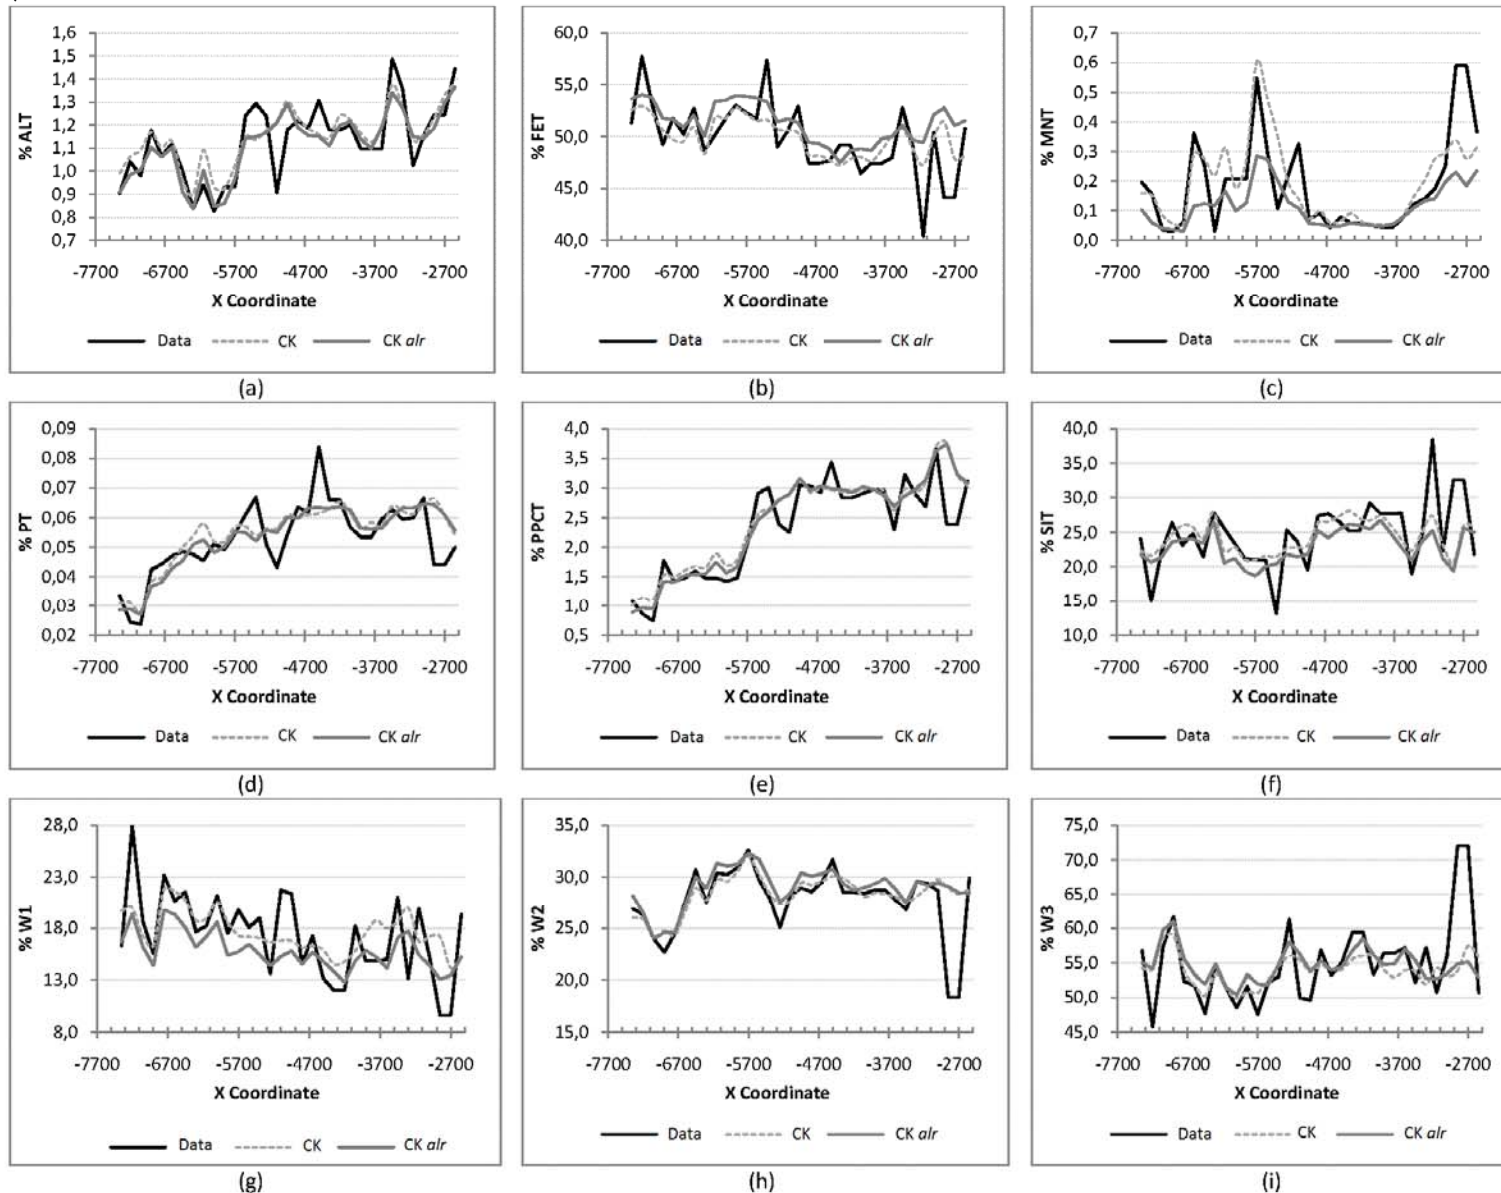 % ALT
1,6
1,5
1,4
1,3
1,2
1,1
1,0
0,9
0,8
0,7
-7700 -6700 -5700 -4700 -3700 -2700
X Coordinate
Data CK CK alr
(a)
% FET
60,0
55,0
50,0
45,0
40,0
-7700 -6700 -5700 -4700 -3700 -2700
X Coordinate
Data CK CK alr
(b)
% MNT
0,7
0,6
0,5
0,4
0,3
0,2
0,1
0,0
-7700 -6700 -5700 -4700 -3700 -2700
X Coordinate
Data CK CK alr
(c)
% PT
0,09
0,08
0,07
0,06
0,05
0,04
0,03
0,02
-7700 -6700 -5700 -4700 -3700 -2700
X Coordinate
Data CK CK alr
(d)
% PPCT
4,0
3,5
3,0
2,5
2,0
1,5
1,0
0,5
-7700 -6700 -5700 -4700 -3700 -2700
X Coordinate
Data CK CK alr
(e)
% SIT
40,0
35,0
30,0
25,0
20,0
15,0
10,0
-7700 -6700 -5700 -4700 -3700 -2700
X Coordinate
Data CK CK alr
(f)
% W1
28,0
23,0
18,0
13,0
8,0
-7700 -6700 -5700 -4700 -3700 -2700
X Coordinate
Data CK CK alr
(g)
% W2
35,0
30,0
25,0
20,0
15,0
-7700 -6700 -5700 -4700 -3700 -2700
X Coordinate
Data CK CK alr
(h)
% W3
75,0
70,0
65,0
60,0
55,0
50,0
45,0
-7700 -6700 -5700 -4700 -3700 -2700
X Coordinate
Data CK CK alr
(i)